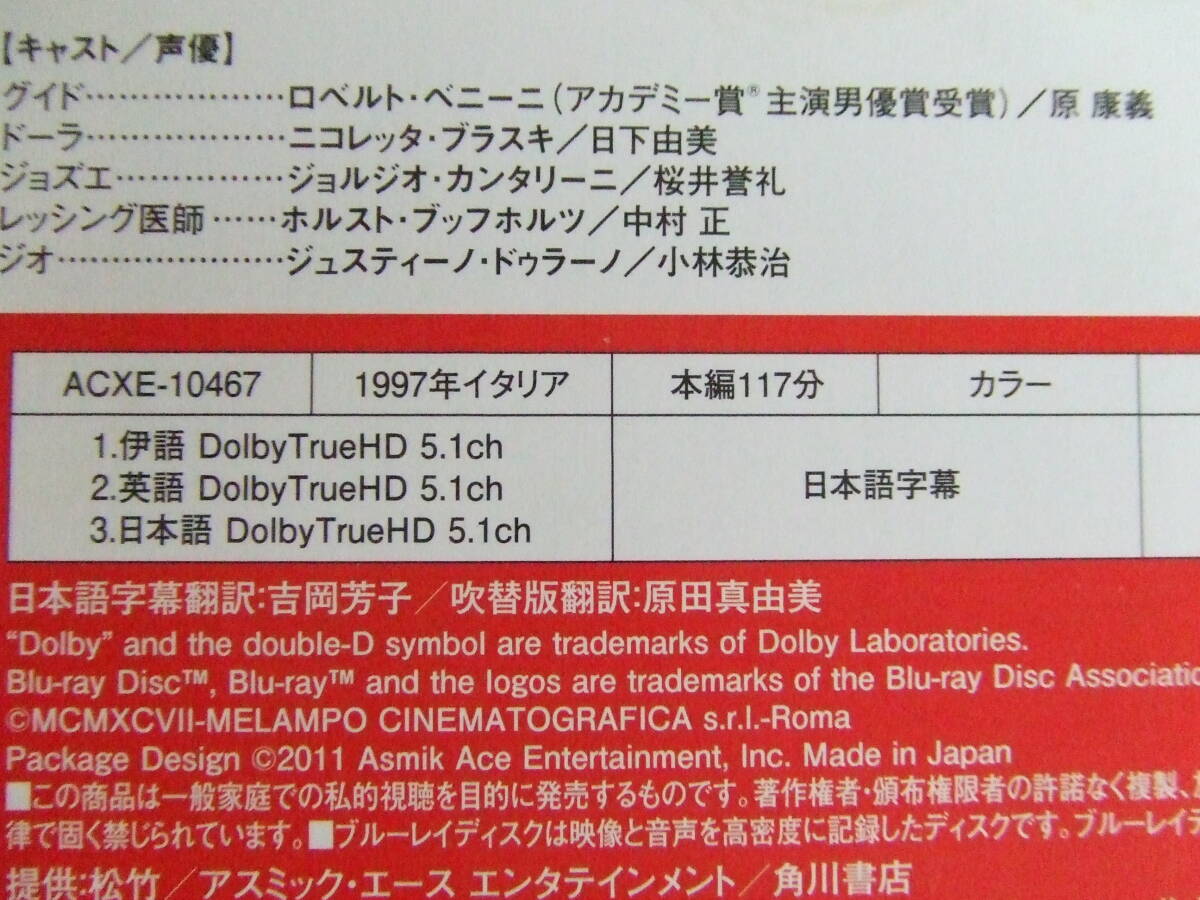 【キャスト／声優】
グイド………………ロベルト・ベニーニ（アカデミー賞®主演男優賞受賞）／原 康義
ドーラ………………ニコレッタ・ブラスキ／日下由美
ジョズエ……………ジョルジオ・カンタリーニ／桜井誉礼
レッシング医師……ホルスト・ブッフホルツ／中村 正
ジオ…………………ジュスティーノ・ドゥラーノ／小林恭治
ACXE-10467 1997年イタリア 本編117分 カラー
1.伊語 DolbyTrueHD 5.1ch
2.英語 DolbyTrueHD 5.1ch
3.日本語 DolbyTrueHD 5.1ch
日本語字幕
日本語字幕翻訳：吉岡芳子／吹替版翻訳：原田真由美
“Dolby” and the double-D symbol are trademarks of Dolby Laboratories.
Blu-ray Disc™, Blu-ray™ and the logos are trademarks of the Blu-ray Disc Associatio
©MCMXCVII-MELAMPO CINEMATOGRAFICA s.r.l.-Roma
Package Design ©2011 Asmik Ace Entertainment, Inc. Made in Japan
■この商品は一般家庭での私的視聴を目的に発売するものです。著作権者・頒布権限者の許諾なく複製、
律で固く禁じられています。■ブルーレイディスクは映像と音声を高密度に記録したディスクです。ブルーレイデ
提供：松竹／アスミック・エース エンタテインメント／角川書店